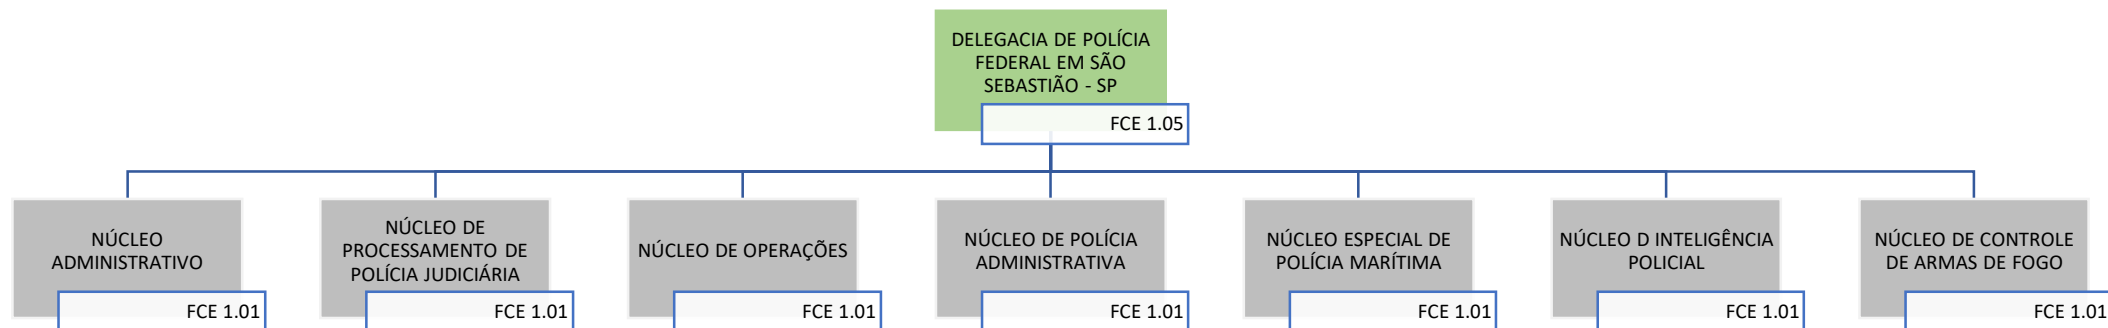 DELEGACIA DE POLÍCIA
FEDERAL EM SÃO
SEBASTIÃO - SP
FCE 1.05
NÚCLEO
ADMINISTRATIVO
FCE 1.01
NÚCLEO DE
PROCESSAMENTO DE
POLÍCIA JUDICIÁRIA
FCE 1.01
NÚCLEO DE OPERAÇÕES
FCE 1.01
NÚCLEO DE POLÍCIA
ADMINISTRATIVA
FCE 1.01
NÚCLEO ESPECIAL DE
POLÍCIA MARÍTIMA
FCE 1.01
NÚCLEO D INTELIGÊNCIA
POLICIAL
FCE 1.01
NÚCLEO DE CONTROLE
DE ARMAS DE FOGO
FCE 1.01